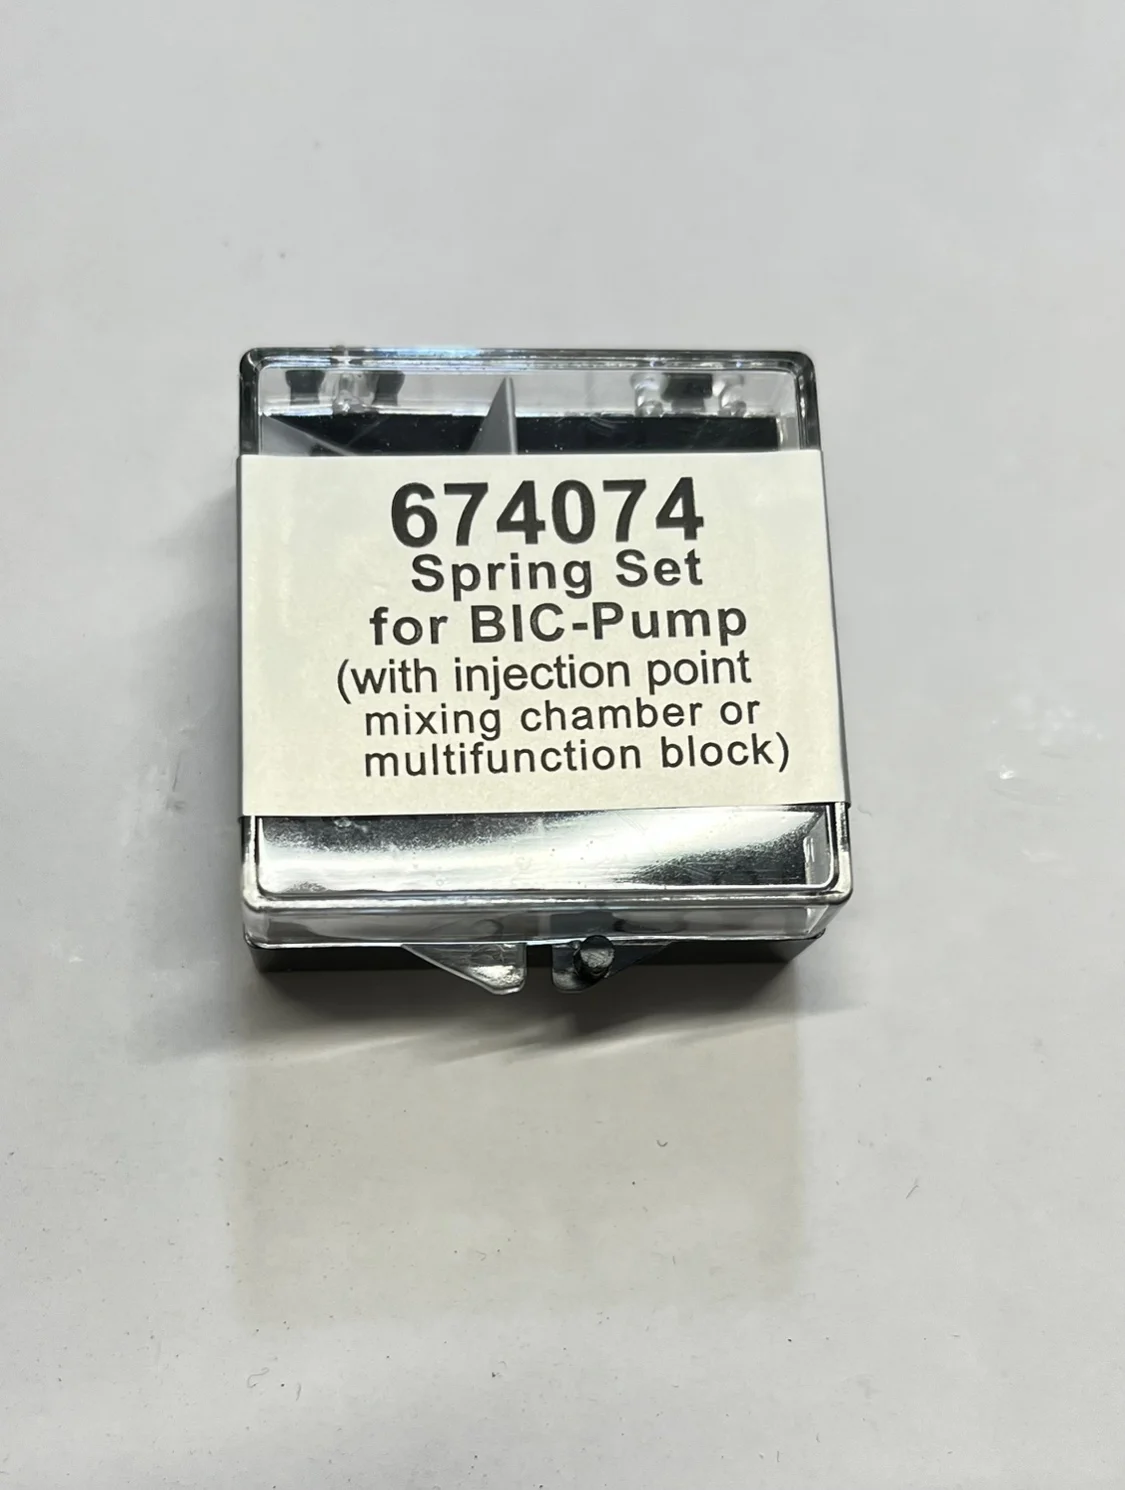 674074
Spring Set
for BIC-Pump
(with injection point
mixing chamber or
multifunction block)